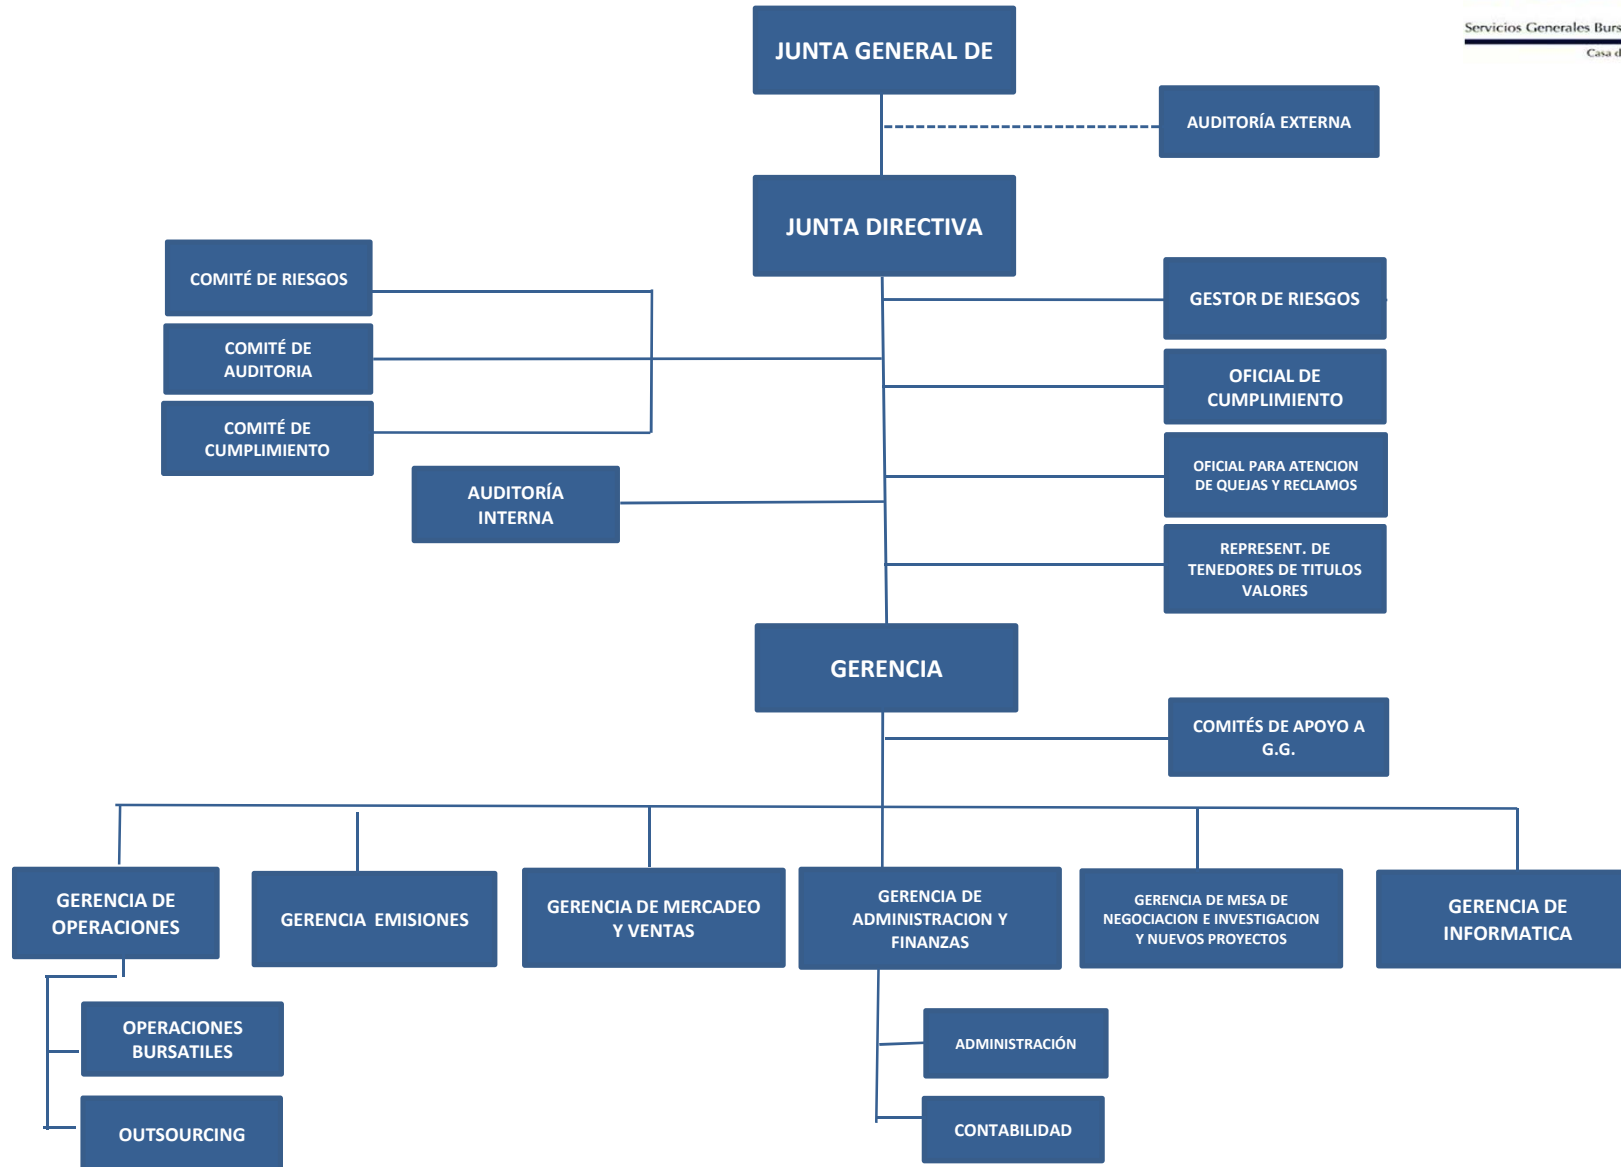 Servicios Generales Burs
Casa d
JUNTA GENERAL DE
AUDITORÍA EXTERNA
JUNTA DIRECTIVA
COMITÉ DE RIESGOS
GESTOR DE RIESGOS
COMITÉ DE
AUDITORIA
OFICIAL DE
CUMPLIMIENTO
COMITÉ DE
CUMPLIMIENTO
OFICIAL PARA ATENCION
DE QUEJAS Y RECLAMOS
AUDITORÍA
INTERNA
REPRESENT. DE
TENEDORES DE TITULOS
VALORES
GERENCIA
COMITÉS DE APOYO A
G.G.
GERENCIA DE
OPERACIONES
GERENCIA EMISIONES
GERENCIA DE MERCADEO
Y VENTAS
GERENCIA DE
ADMINISTRACION Y
FINANZAS
GERENCIA DE MESA DE
NEGOCIACION E INVESTIGACION
Y NUEVOS PROYECTOS
GERENCIA DE
INFORMATICA
OPERACIONES
BURSATILES
OUTSOURCING
ADMINISTRACIÓN
CONTABILIDAD